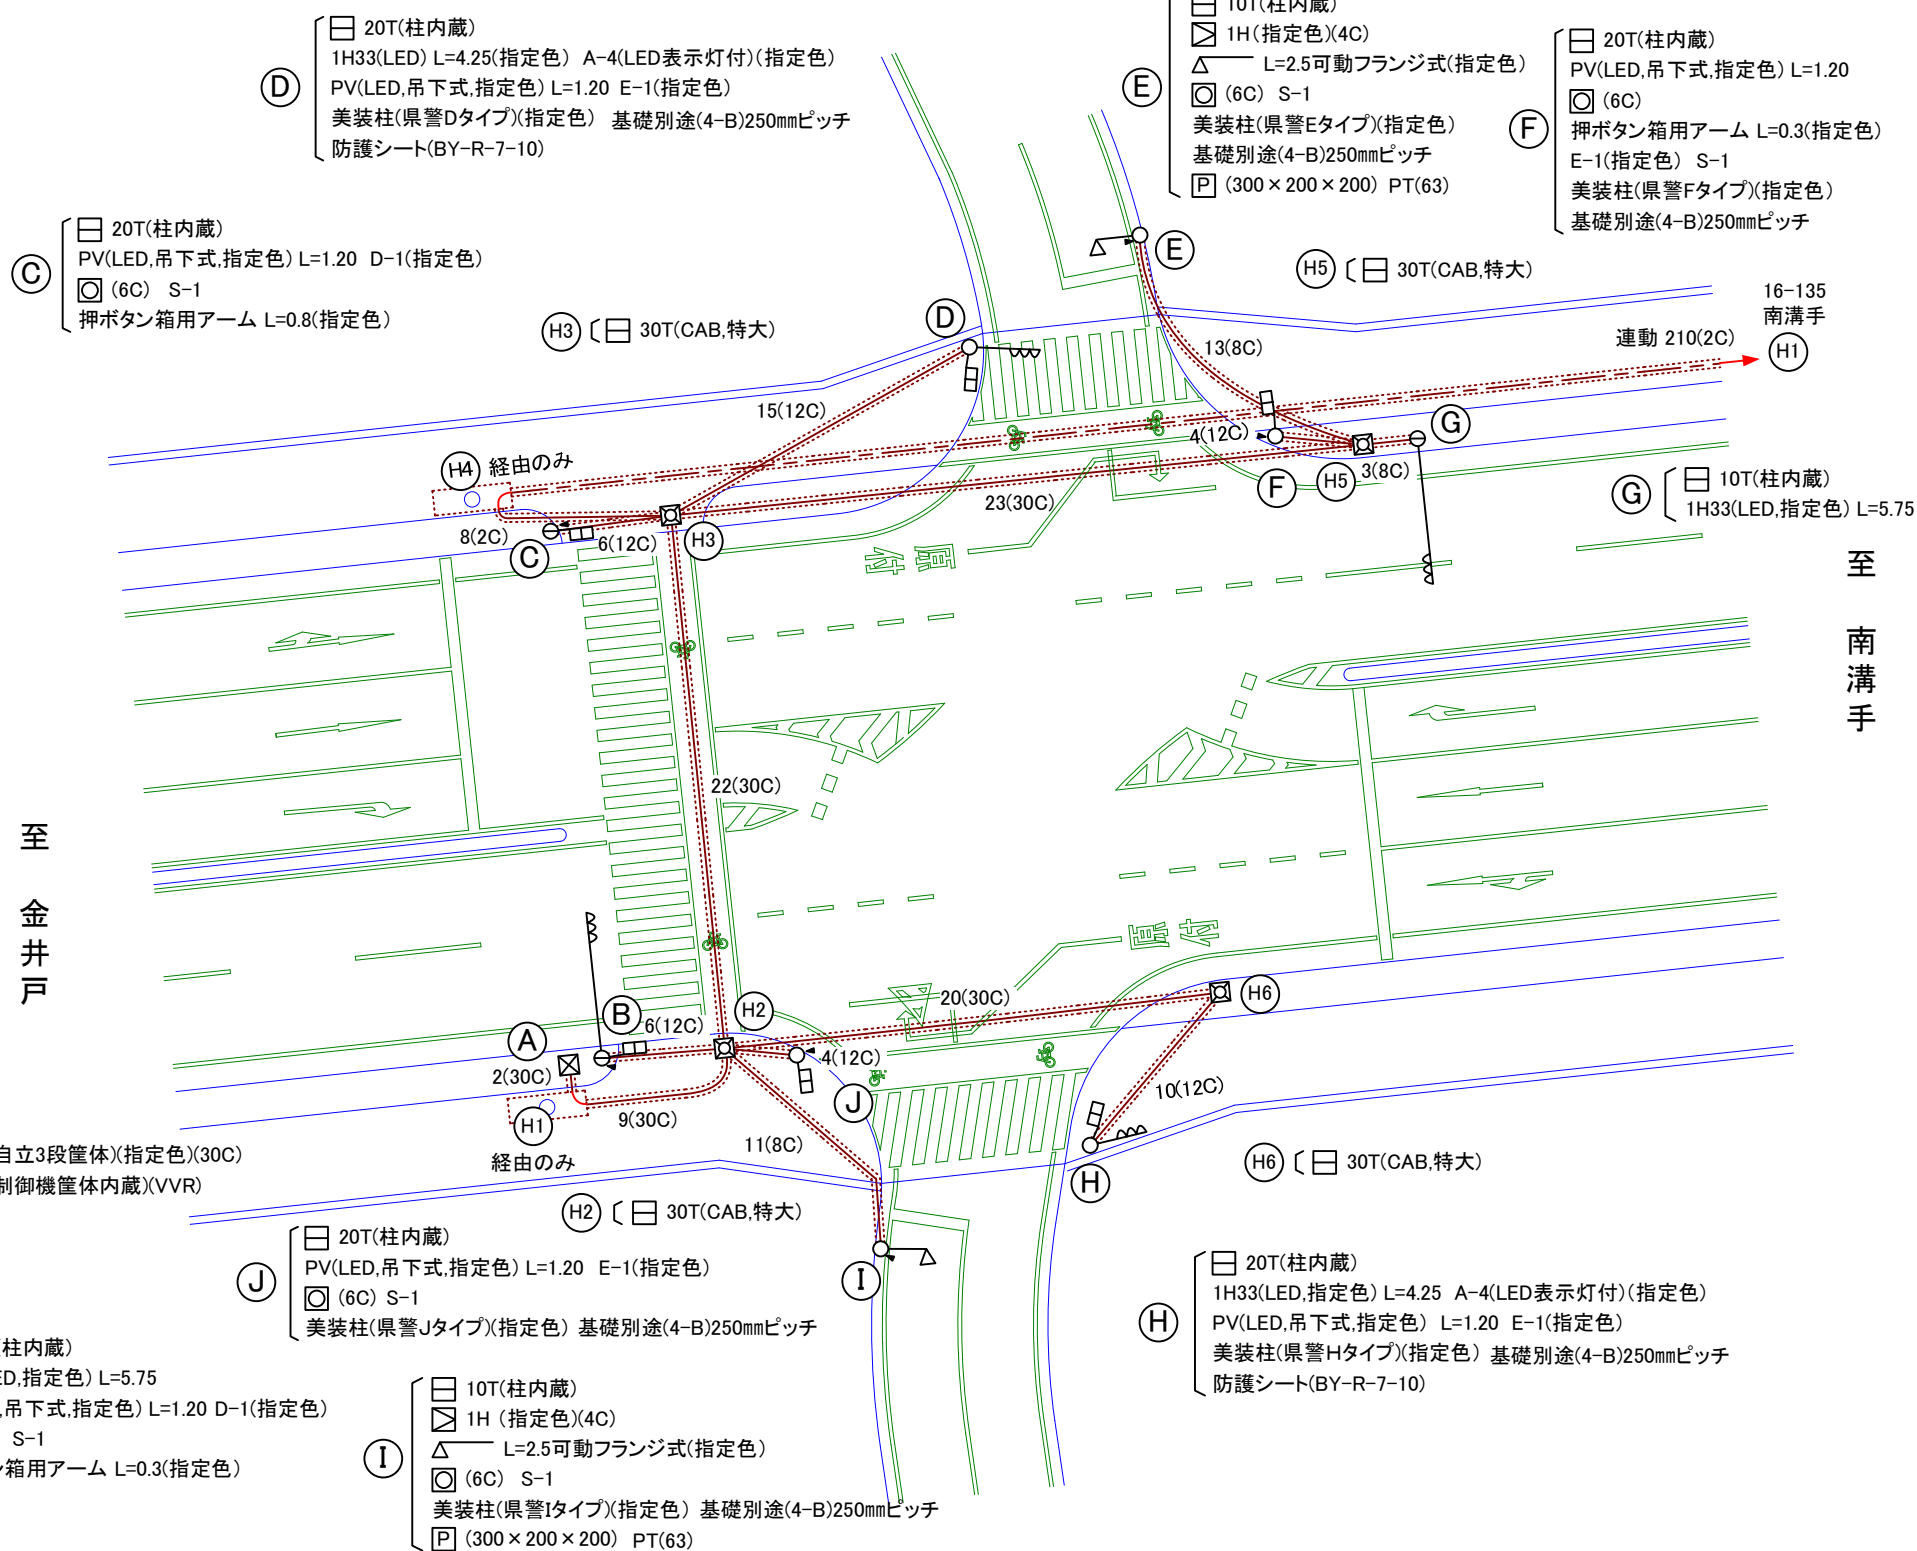 D
20T(柱内蔵)
1H33(LED) L=4.25(指定色) A-4(LED表示灯付)(指定色)
PV(LED,吊下式,指定色) L=1.20 E-1(指定色)
美装柱(県警Dタイプ)(指定色) 基礎別途(4-B)250mmピッチ
防護シート(BY-R-7-10)
E
10T(柱内蔵)
1H(指定色)(4C)
L=2.5可動フランジ式(指定色)
(6C) S-1
美装柱(県警Eタイプ)(指定色)
基礎別途(4-B)250mmピッチ
P (300×200×200) PT(63)
F
20T(柱内蔵)
PV(LED,吊下式,指定色) L=1.20
(6C)
押ボタン箱用アーム L=0.3(指定色)
E-1(指定色) S-1
美装柱(県警Fタイプ)(指定色)
基礎別途(4-B)250mmピッチ
C
20T(柱内蔵)
PV(LED,吊下式,指定色) L=1.20 D-1(指定色)
(6C) S-1
押ボタン箱用アーム L=0.8(指定色)
H3 30T(CAB,特大)
D
E
H5 30T(CAB,特大)
16-135
南溝手
H1
連動 210(2C)
13(8C)
15(12C)
4(12C)
G
H4 経由のみ
F
H5
3(8C)
23(30C)
8(2C)
C
6(12C)
H3
G
10T(柱内蔵)
1H33(LED,指定色) L=5.75
原付
至 南溝手
22(30C)
至 金井戸
原付
20(30C)
H6
H2
B
6(12C)
A
2(30C)
4(12C)
J
9(30C)
H1
経由のみ
11(8C)
10(12C)
H
H6 30T(CAB,特大)
自立3段筐体)(指定色)(30C)
制御機筐体内蔵)(VVR)
H2 30T(CAB,特大)
I
J
20T(柱内蔵)
PV(LED,吊下式,指定色) L=1.20 E-1(指定色)
(6C) S-1
美装柱(県警Jタイプ)(指定色) 基礎別途(4-B)250mmピッチ
H
20T(柱内蔵)
1H33(LED,指定色) L=4.25 A-4(LED表示灯付)(指定色)
PV(LED,吊下式,指定色) L=1.20 E-1(指定色)
美装柱(県警Hタイプ)(指定色) 基礎別途(4-B)250mmピッチ
防護シート(BY-R-7-10)
柱内蔵)
ED,指定色) L=5.75
,吊下式,指定色) L=1.20 D-1(指定色)
S-1
ン箱用アーム L=0.3(指定色)
I
10T(柱内蔵)
1H (指定色)(4C)
L=2.5可動フランジ式(指定色)
(6C) S-1
美装柱(県警Iタイプ)(指定色) 基礎別途(4-B)250mmピッチ
P (300×200×200) PT(63)